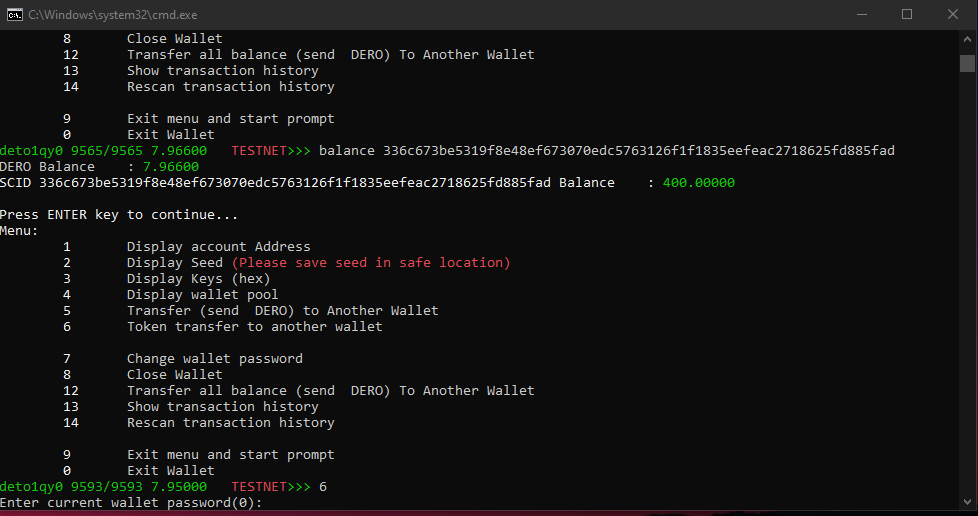 C:\Windows\system32\cmd.exe
8 Close Wallet
12 Transfer all balance (send  DERO) To Another Wallet
13 Show transaction history
14 Rescan transaction history
9 Exit menu and start prompt
0 Exit Wallet
deto1qy0 9565/9565 7.96600   TESTNET>>> balance 336c673be5319f8e48ef673070edc5763126f1f1835eefeac2718625fd885fad
DERO Balance    : 7.96600
SCID 336c673be5319f8e48ef673070edc5763126f1f1835eefeac2718625fd885fad Balance    : 400.00000
Press ENTER key to continue...
Menu:
1 Display account Address
2 Display Seed (Please save seed in safe location)
3 Display Keys (hex)
4 Display wallet pool
5 Transfer (send  DERO) to Another Wallet
6 Token transfer to another wallet
7 Change wallet password
8 Close Wallet
12 Transfer all balance (send  DERO) To Another Wallet
13 Show transaction history
14 Rescan transaction history
9 Exit menu and start prompt
0 Exit Wallet
deto1qy0 9593/9593 7.95000   TESTNET>>> 6
Enter current wallet password(0):